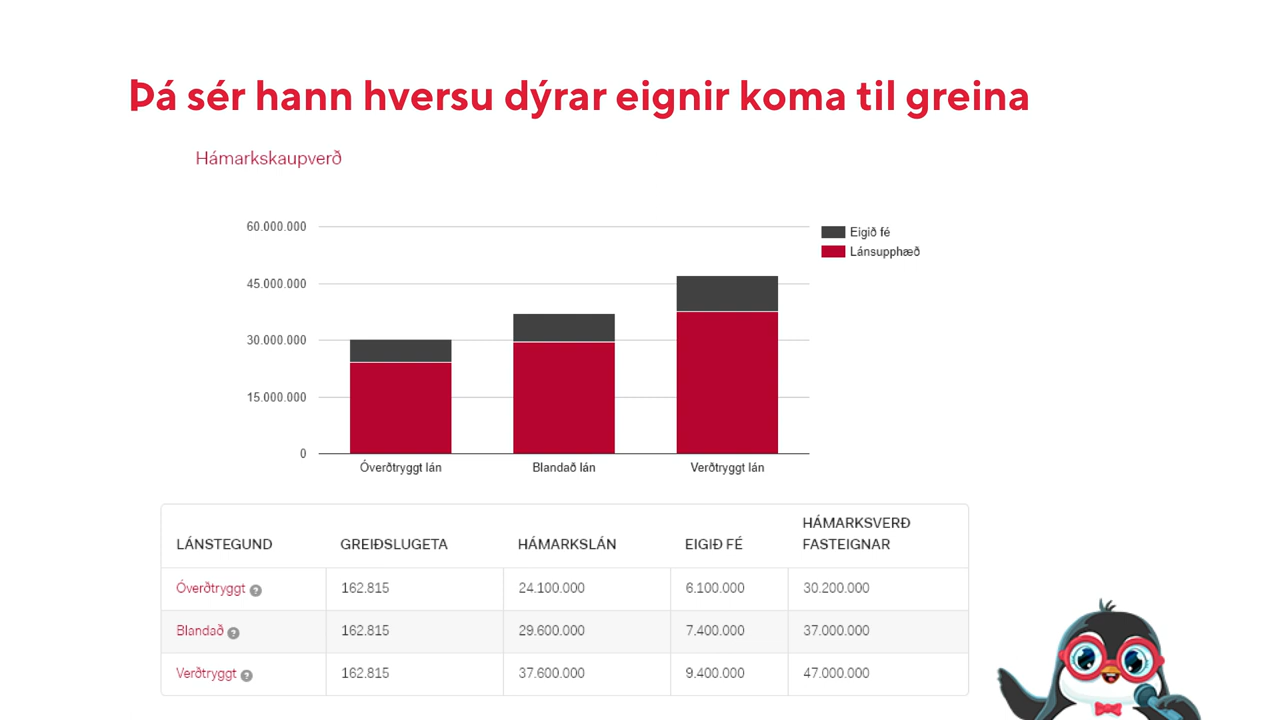 Þá sér hann hversu dýrar eignir koma til greina
Hámarkskaupverð
60.000.000
45.000.000
30.000.000
15.000.000
0
Eigið fé
Lánsupphæð
Óverðtryggt lán
Blandað lán
Verðtryggt lán
LÁNSTEGUND GREIÐSLUGETA HÁMARKSLÁN EIGIÐ FÉ HÁMARKSVERÐ FASTEIGNAR
Óverðtryggt ? 162.815 24.100.000 6.100.000 30.200.000
Blandað ? 162.815 29.600.000 7.400.000 37.000.000
Verðtryggt ? 162.815 37.600.000 9.400.000 47.000.000